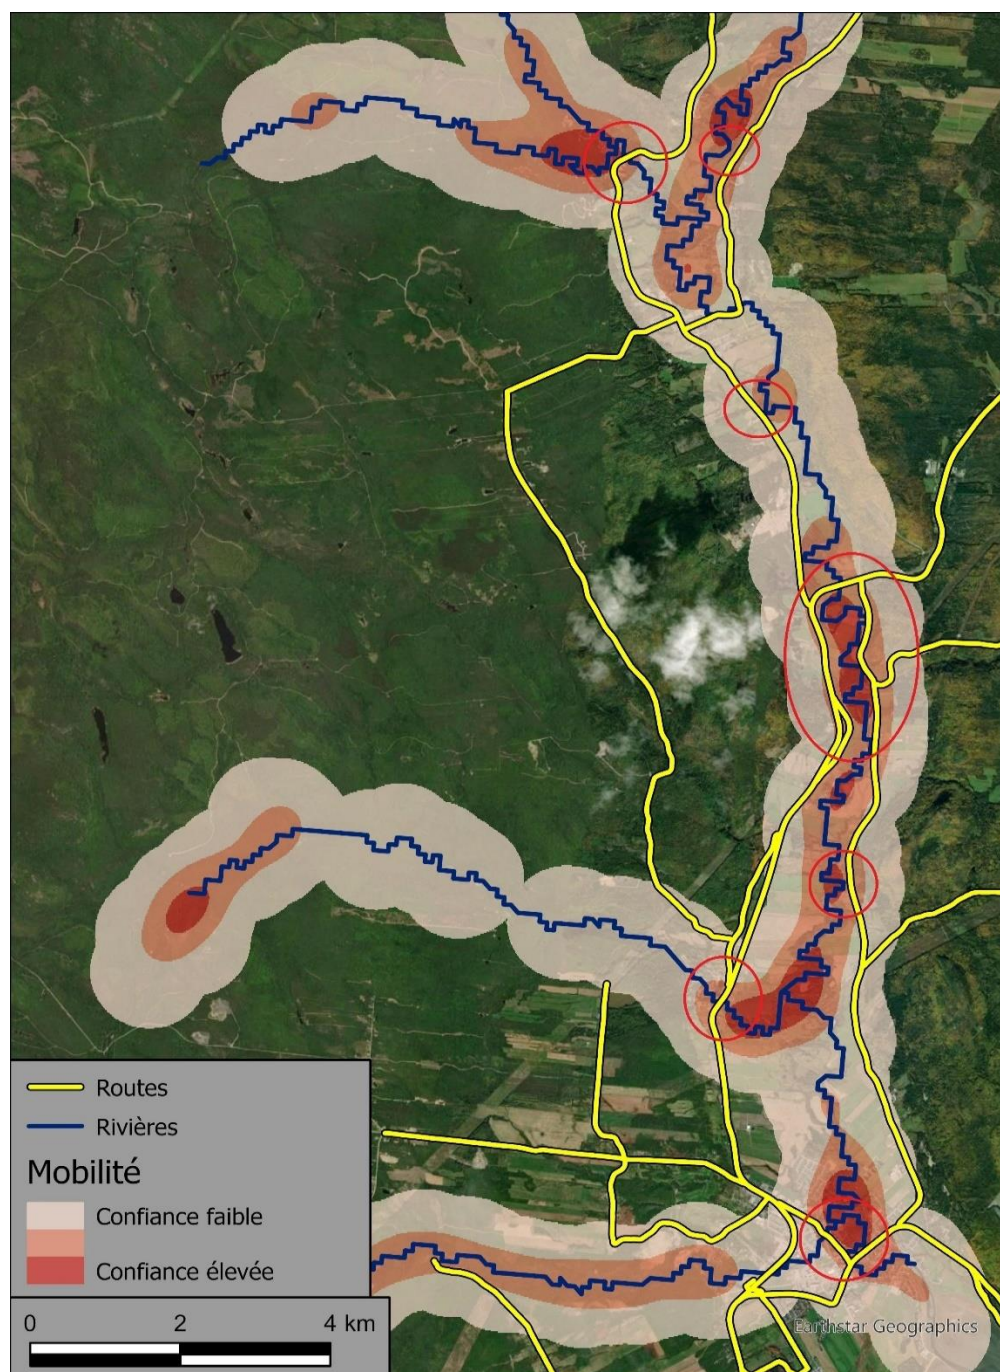 Routes
Rivières
Mobilité
Confiance faible
Confiance élevée
0 2 4 km
Earthstar Geographics